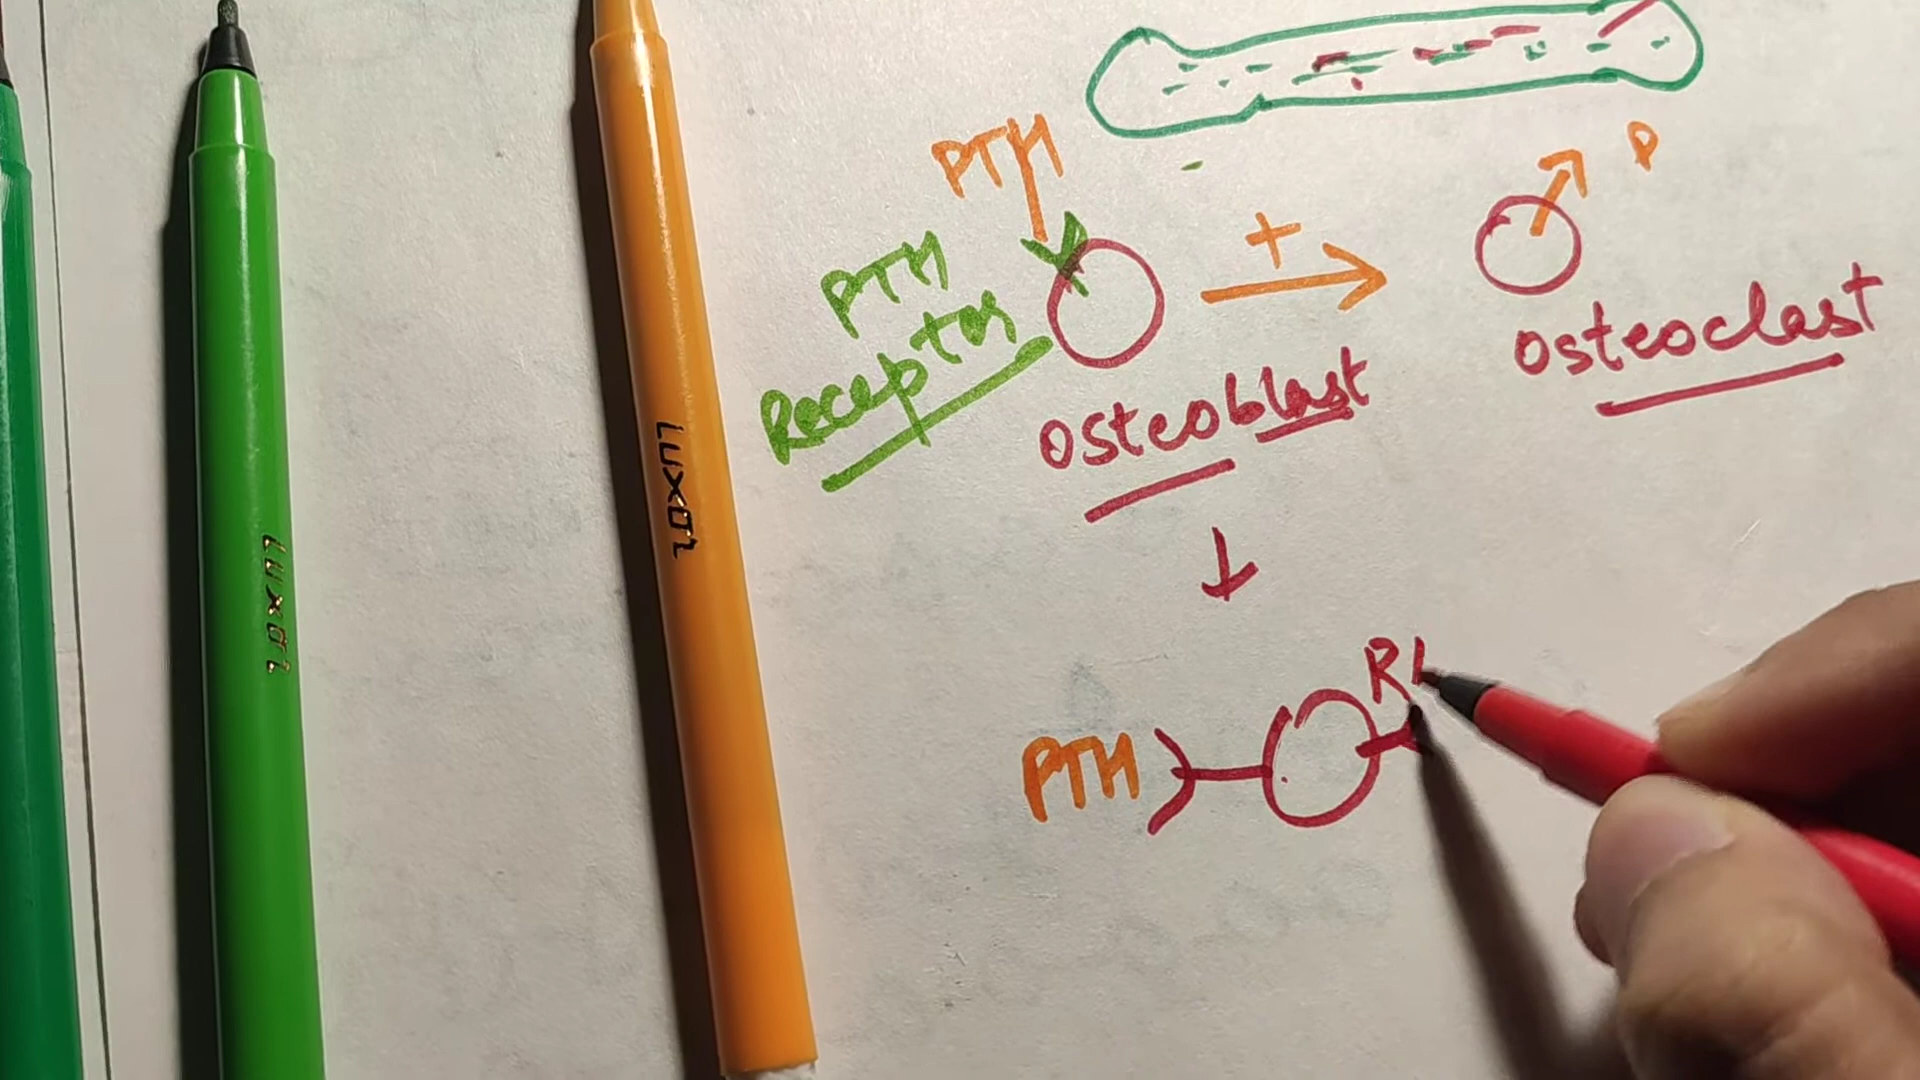 PTH
P
PTH
Receptor
Osteoclast
Osteoblast
PTH
LUXOR
LUXOR